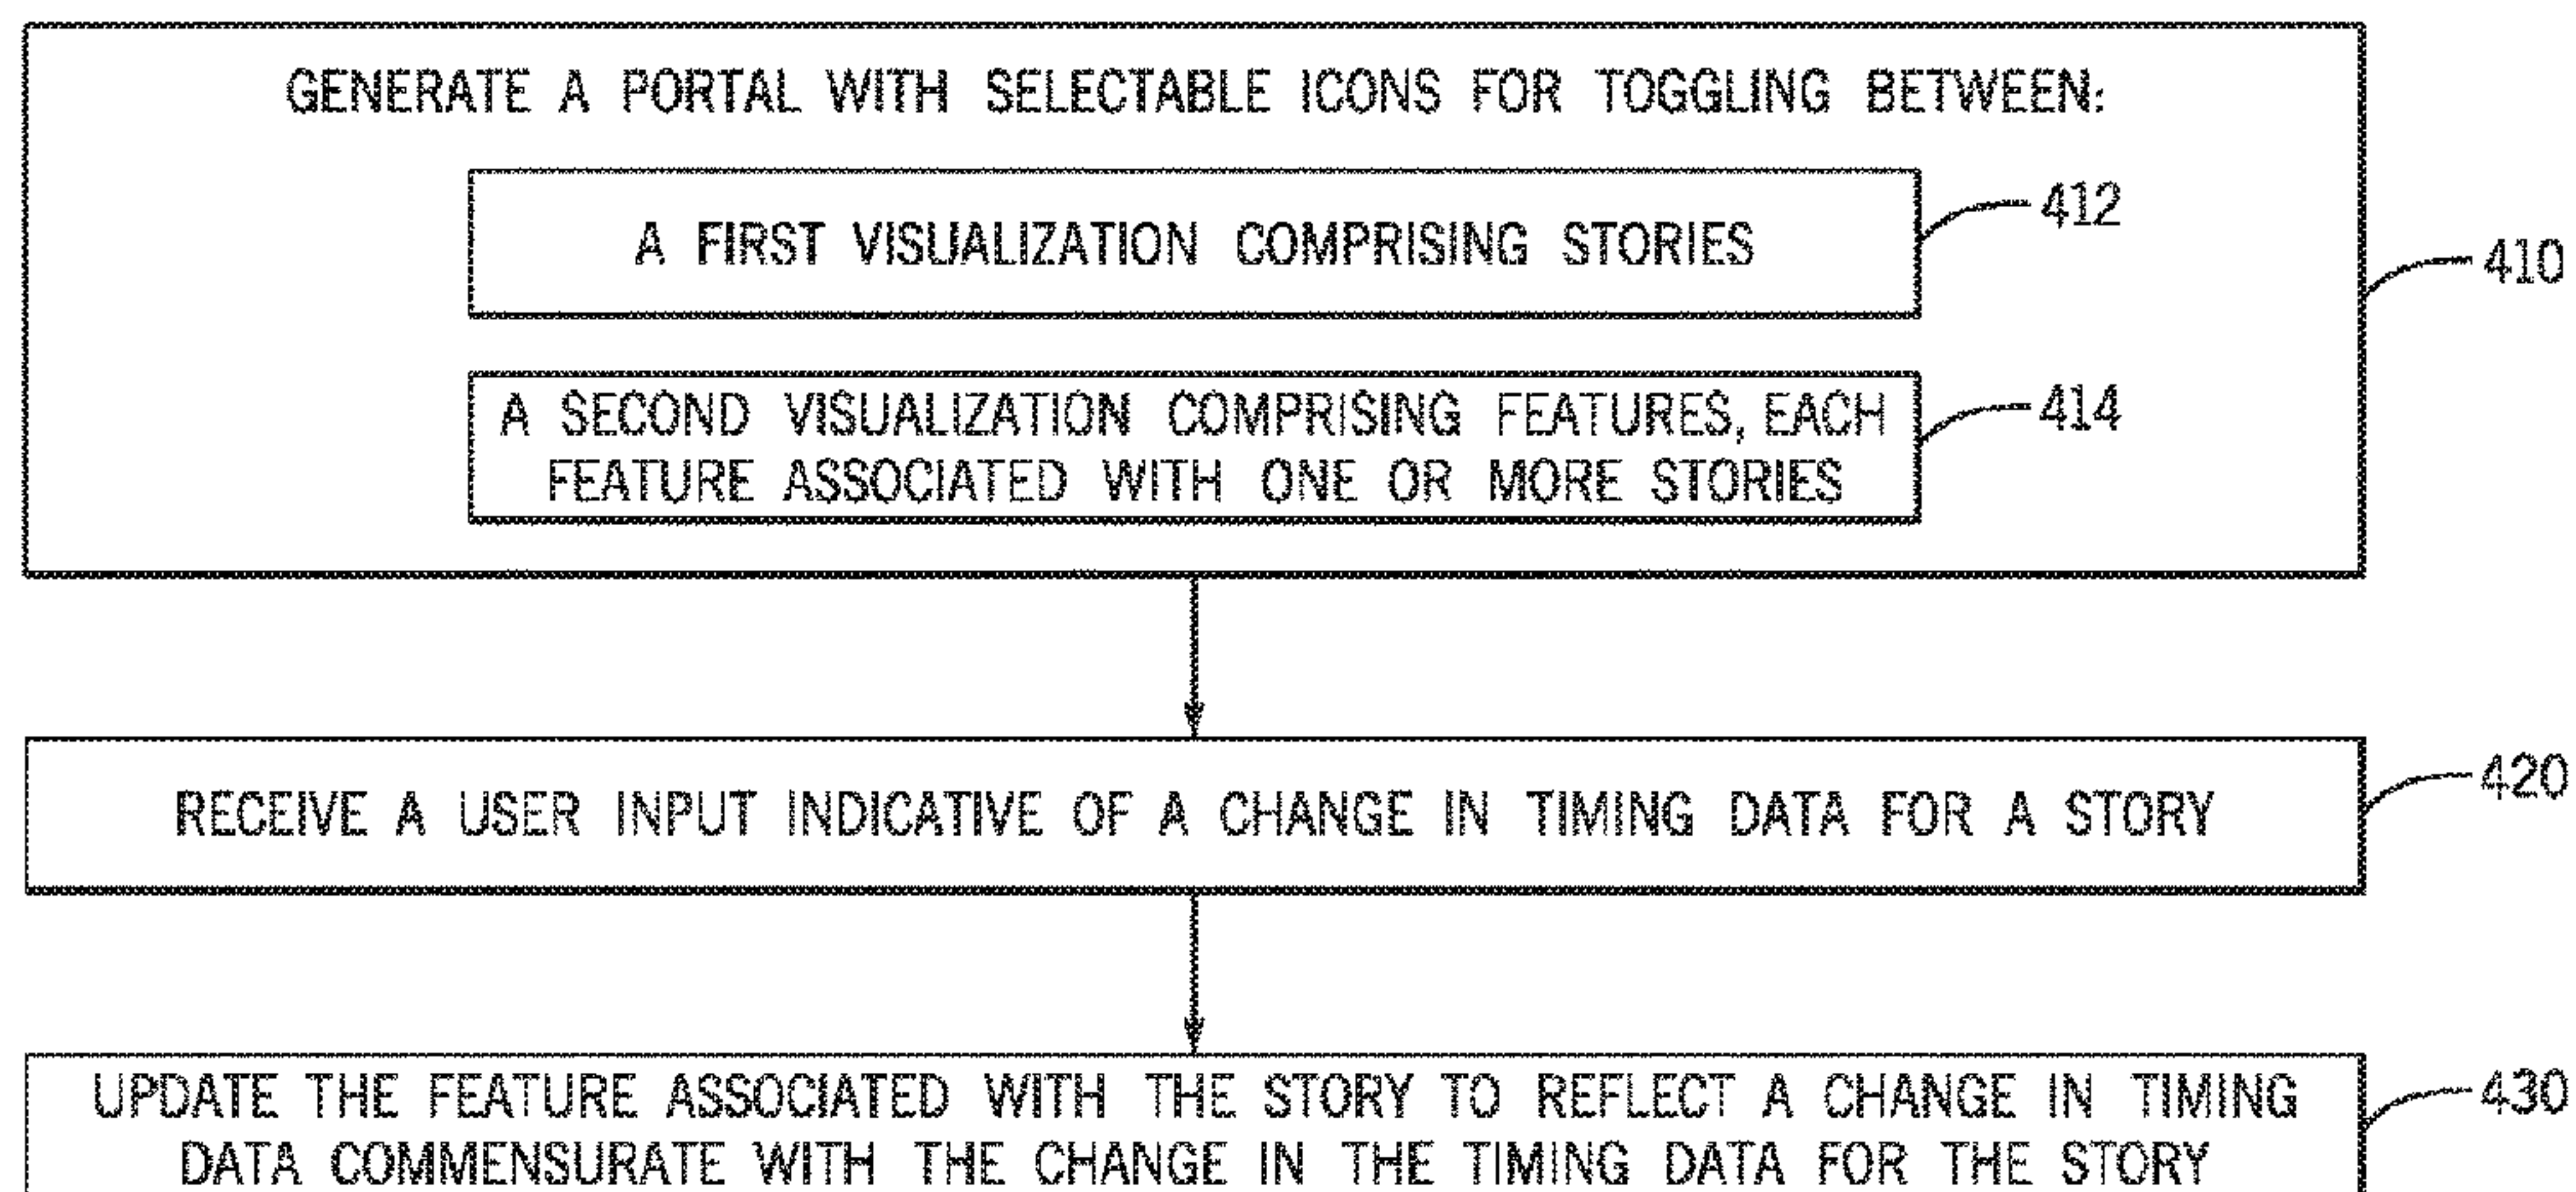 GENERATE A PORTAL WITH SELECTABLE ICONS FOR TOGGLING BETWEEN:
A FIRST VISUALIZATION COMPRISING STORIES
412
410
A SECOND VISUALIZATION COMPRISING FEATURES, EACH
FEATURE ASSOCIATED WITH ONE OR MORE STORIES
414
RECEIVE A USER INPUT INDICATIVE OF A CHANGE IN TIMING DATA FOR A STORY
420
UPDATE THE FEATURE ASSOCIATED WITH THE STORY TO REFLECT A CHANGE IN TIMING
DATA COMMENSURATE WITH THE CHANGE IN THE TIMING DATA FOR THE STORY
430